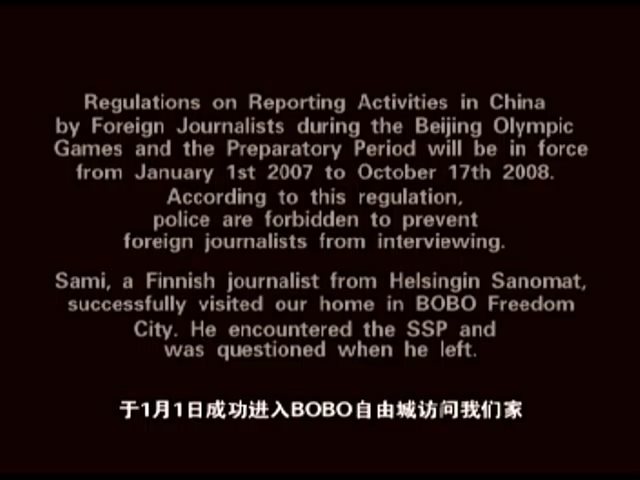 Regulations on Reporting Activities in China
by Foreign Journalists during the Beijing Olympic
Games and the Preparatory Period will be in force
from January 1st 2007 to October 17th 2008.
According to this regulation,
police are forbidden to prevent
foreign journalists from interviewing.
Sami, a Finnish journalist from Helsingin Sanomat,
successfully visited our home in BOBO Freedom
City. He encountered the SSP and
was questioned when he left.
于1月1日成功进入BOBO自由城访问我们家